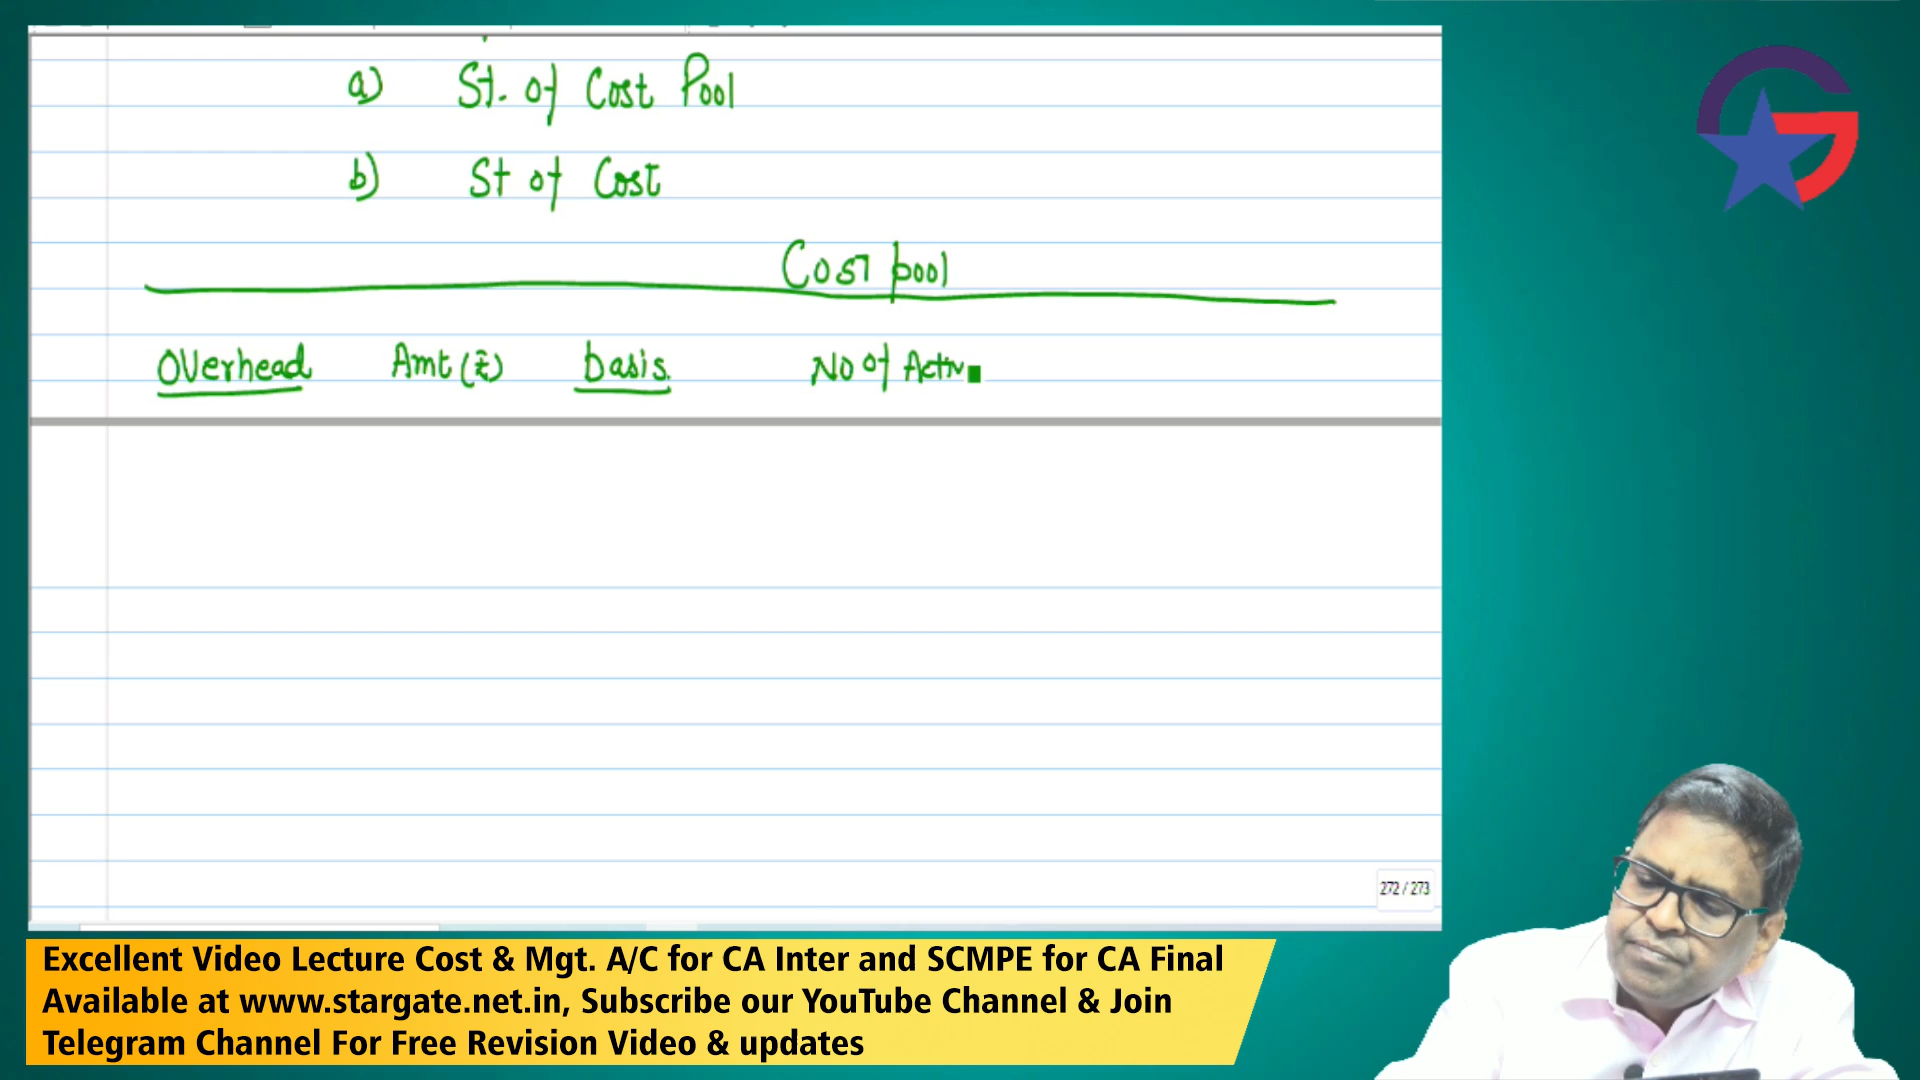 a) St. of Cost Pool
b) St of Cost
Cost pool
Overhead Amt (₹) basis. No of Activ
272 / 273
Excellent Video Lecture Cost & Mgt. A/C for CA Inter and SCMPE for CA Final
Available at www.stargate.net.in, Subscribe our YouTube Channel & Join
Telegram Channel For Free Revision Video & updates